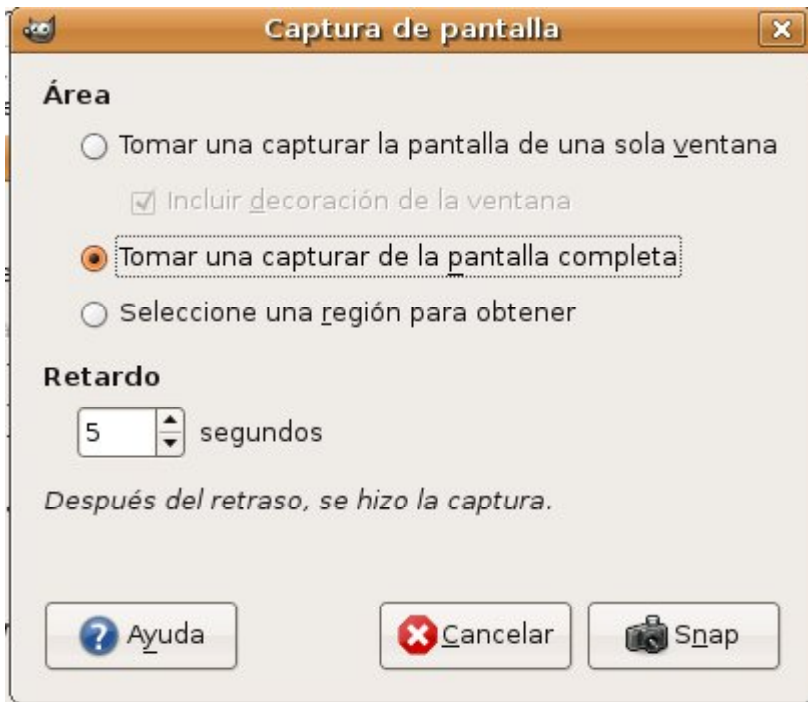 Captura de pantalla
Área
Tomar una capturar la pantalla de una sola ventana
Incluir decoración de la ventana
Tomar una capturar de la pantalla completa
Seleccione una región para obtener
Retardo
5 segundos
Después del retraso, se hizo la captura.
Ayuda Cancelar Snap